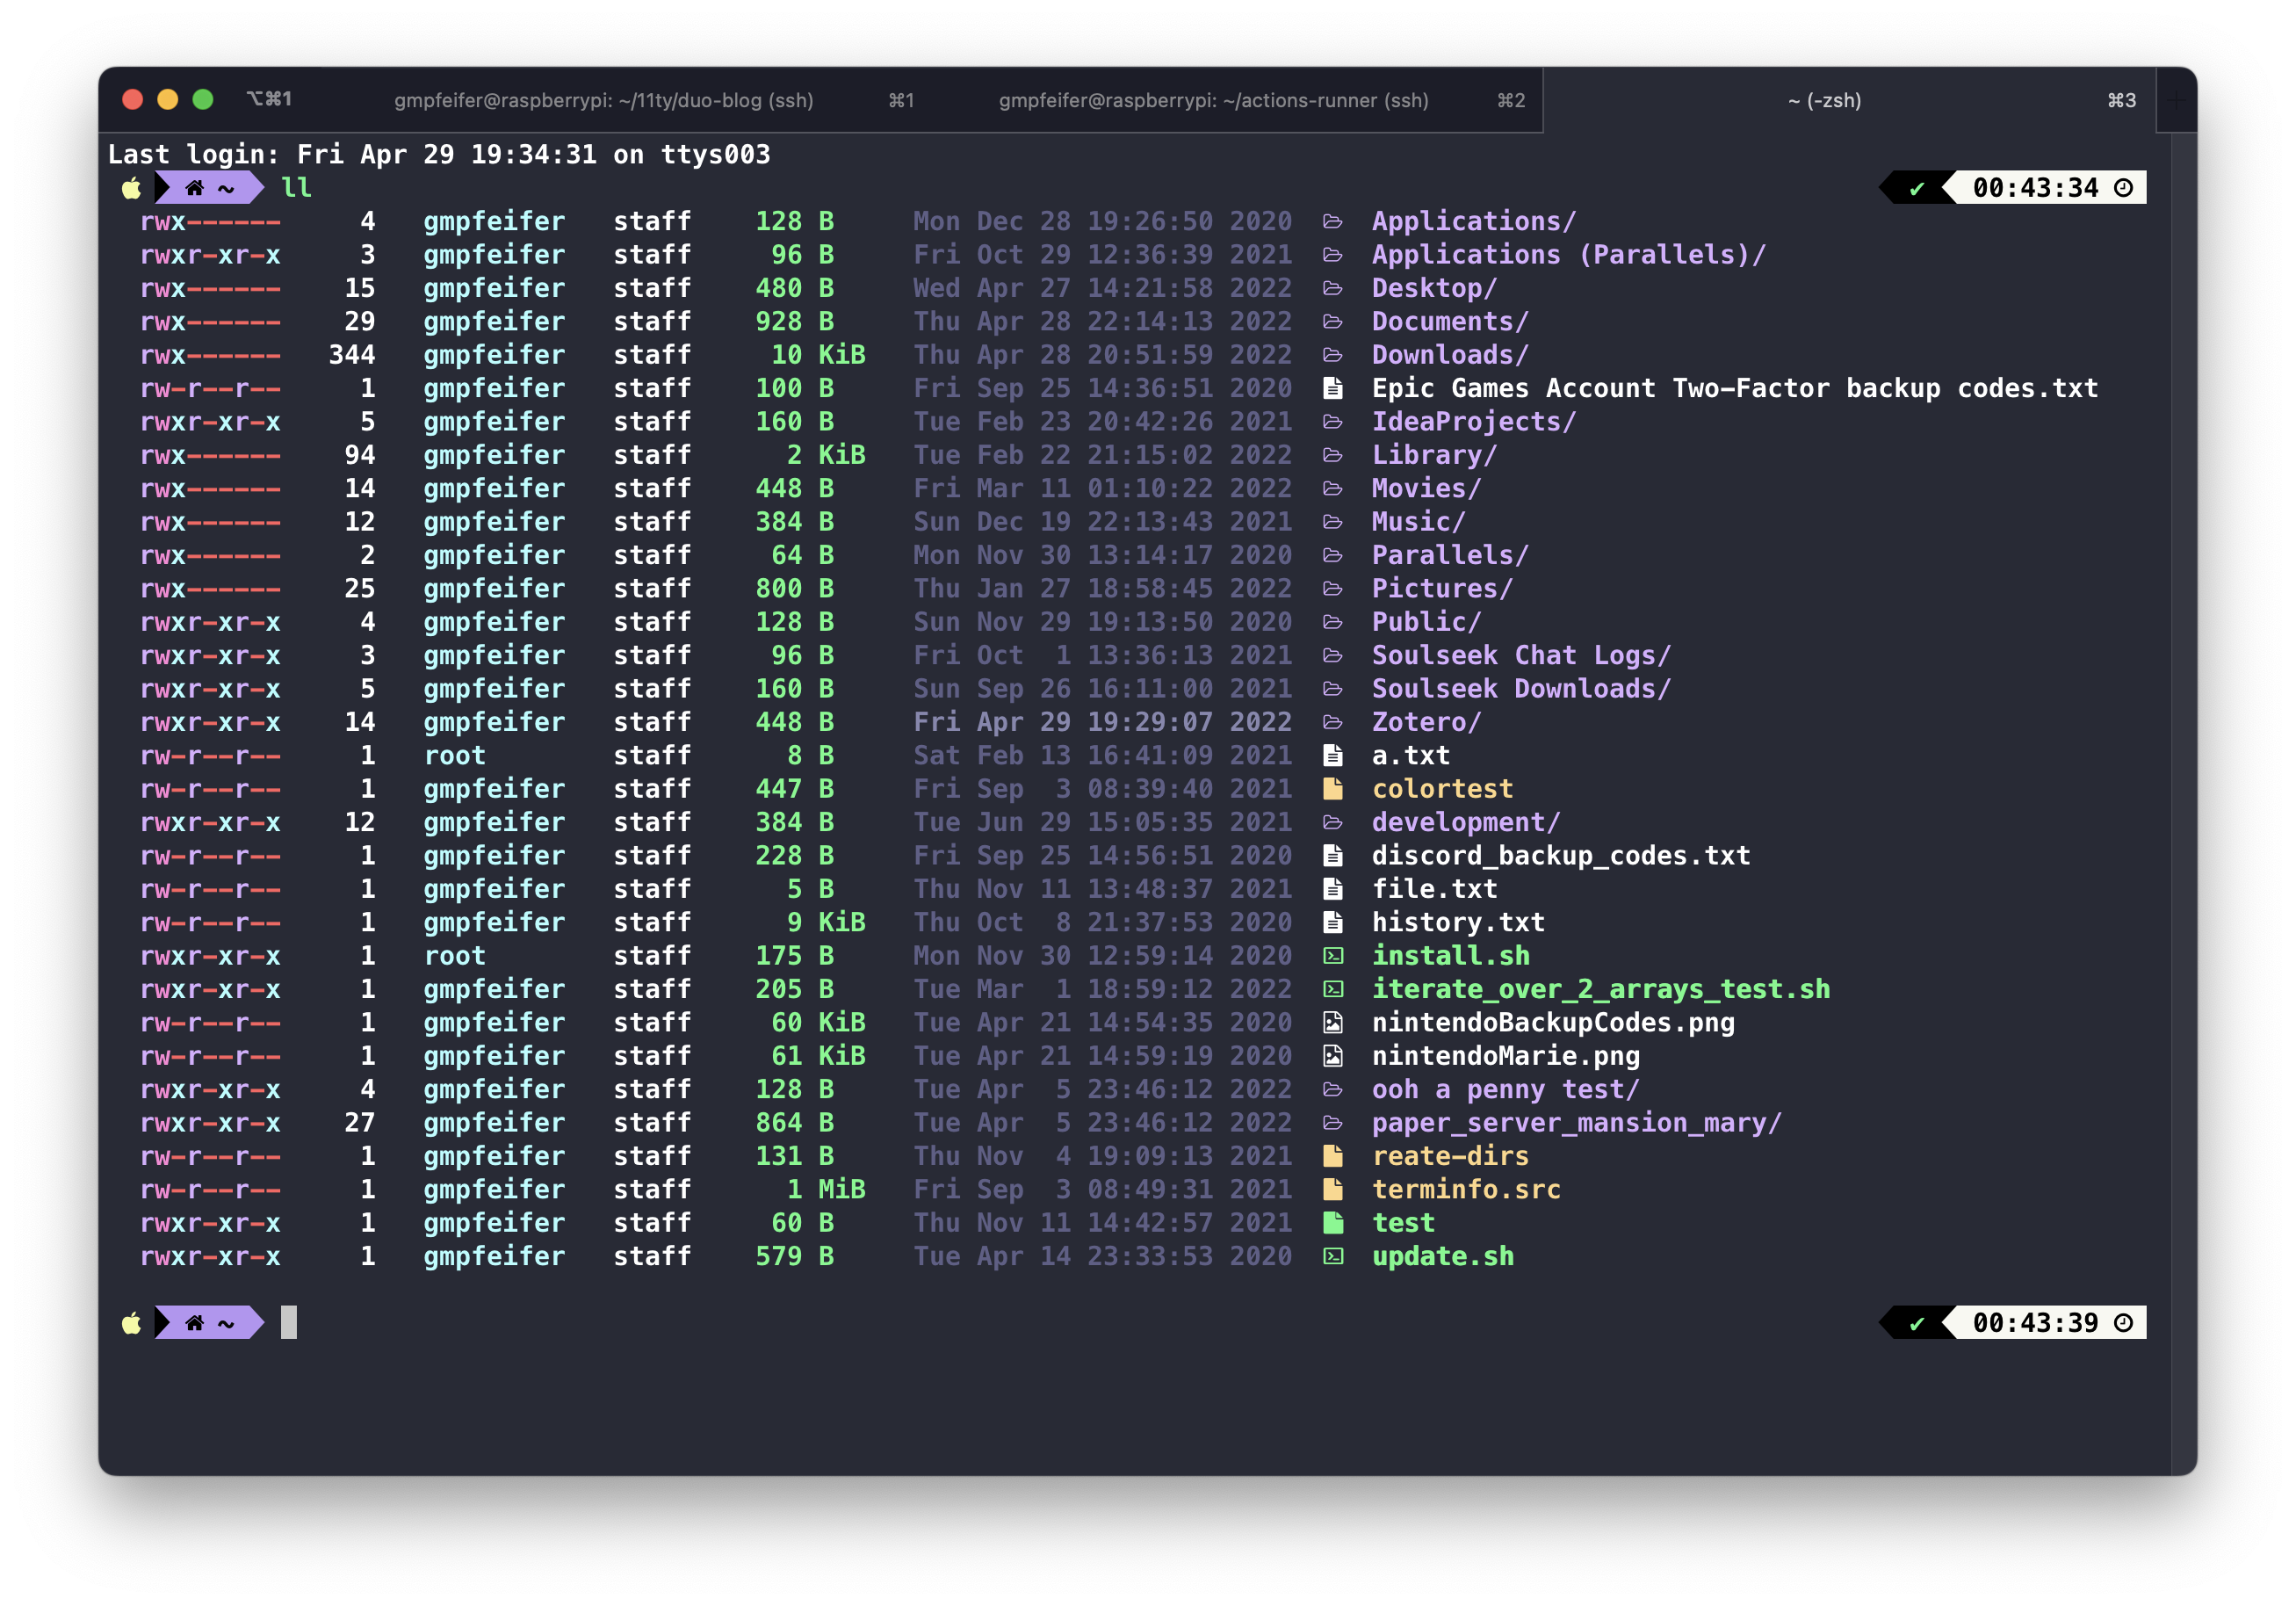 ⌥⌘1 gmpfeifer@raspberrypi: ~/11ty/duo-blog (ssh) ⌘1 gmpfeifer@raspberrypi: ~/actions-runner (ssh) ⌘2 ~ (-zsh) ⌘3 +
Last login: Fri Apr 29 19:34:31 on ttys003
~ ll ✔ 00:43:34
rwx------ 4 gmpfeifer staff 128 B Mon Dec 28 19:26:50 2020 Applications/
rwxr-xr-x 3 gmpfeifer staff 96 B Fri Oct 29 12:36:39 2021 Applications (Parallels)/
rwx------ 15 gmpfeifer staff 480 B Wed Apr 27 14:21:58 2022 Desktop/
rwx------ 29 gmpfeifer staff 928 B Thu Apr 28 22:14:13 2022 Documents/
rwx------ 344 gmpfeifer staff 10 KiB Thu Apr 28 20:51:59 2022 Downloads/
rw-r--r-- 1 gmpfeifer staff 100 B Fri Sep 25 14:36:51 2020 Epic Games Account Two-Factor backup codes.txt
rwxr-xr-x 5 gmpfeifer staff 160 B Tue Feb 23 20:42:26 2021 IdeaProjects/
rwx------ 94 gmpfeifer staff 2 KiB Tue Feb 22 21:15:02 2022 Library/
rwx------ 14 gmpfeifer staff 448 B Fri Mar 11 01:10:22 2022 Movies/
rwx------ 12 gmpfeifer staff 384 B Sun Dec 19 22:13:43 2021 Music/
rwx------ 2 gmpfeifer staff 64 B Mon Nov 30 13:14:17 2020 Parallels/
rwx------ 25 gmpfeifer staff 800 B Thu Jan 27 18:58:45 2022 Pictures/
rwxr-xr-x 4 gmpfeifer staff 128 B Sun Nov 29 19:13:50 2020 Public/
rwxr-xr-x 3 gmpfeifer staff 96 B Fri Oct 1 13:36:13 2021 Soulseek Chat Logs/
rwxr-xr-x 5 gmpfeifer staff 160 B Sun Sep 26 16:11:00 2021 Soulseek Downloads/
rwxr-xr-x 14 gmpfeifer staff 448 B Fri Apr 29 19:29:07 2022 Zotero/
rw-r--r-- 1 root staff 8 B Sat Feb 13 16:41:09 2021 a.txt
rw-r--r-- 1 gmpfeifer staff 447 B Fri Sep 3 08:39:40 2021 colortest
rwxr-xr-x 12 gmpfeifer staff 384 B Tue Jun 29 15:05:35 2021 development/
rw-r--r-- 1 gmpfeifer staff 228 B Fri Sep 25 14:56:51 2020 discord_backup_codes.txt
rw-r--r-- 1 gmpfeifer staff 5 B Thu Nov 11 13:48:37 2021 file.txt
rw-r--r-- 1 gmpfeifer staff 9 KiB Thu Oct 8 21:37:53 2020 history.txt
rwxr-xr-x 1 root staff 175 B Mon Nov 30 12:59:14 2020 install.sh
rwxr-xr-x 1 gmpfeifer staff 205 B Tue Mar 1 18:59:12 2022 iterate_over_2_arrays_test.sh
rw-r--r-- 1 gmpfeifer staff 60 KiB Tue Apr 21 14:54:35 2020 nintendoBackupCodes.png
rw-r--r-- 1 gmpfeifer staff 61 KiB Tue Apr 21 14:59:19 2020 nintendoMarie.png
rwxr-xr-x 4 gmpfeifer staff 128 B Tue Apr 5 23:46:12 2022 ooh a penny test/
rwxr-xr-x 27 gmpfeifer staff 864 B Tue Apr 5 23:46:12 2022 paper_server_mansion_mary/
rw-r--r-- 1 gmpfeifer staff 131 B Thu Nov 4 19:09:13 2021 reate-dirs
rw-r--r-- 1 gmpfeifer staff 1 MiB Fri Sep 3 08:49:31 2021 terminfo.src
rwxr-xr-x 1 gmpfeifer staff 60 B Thu Nov 11 14:42:57 2021 test
rwxr-xr-x 1 gmpfeifer staff 579 B Tue Apr 14 23:33:53 2020 update.sh
~ ✔ 00:43:39